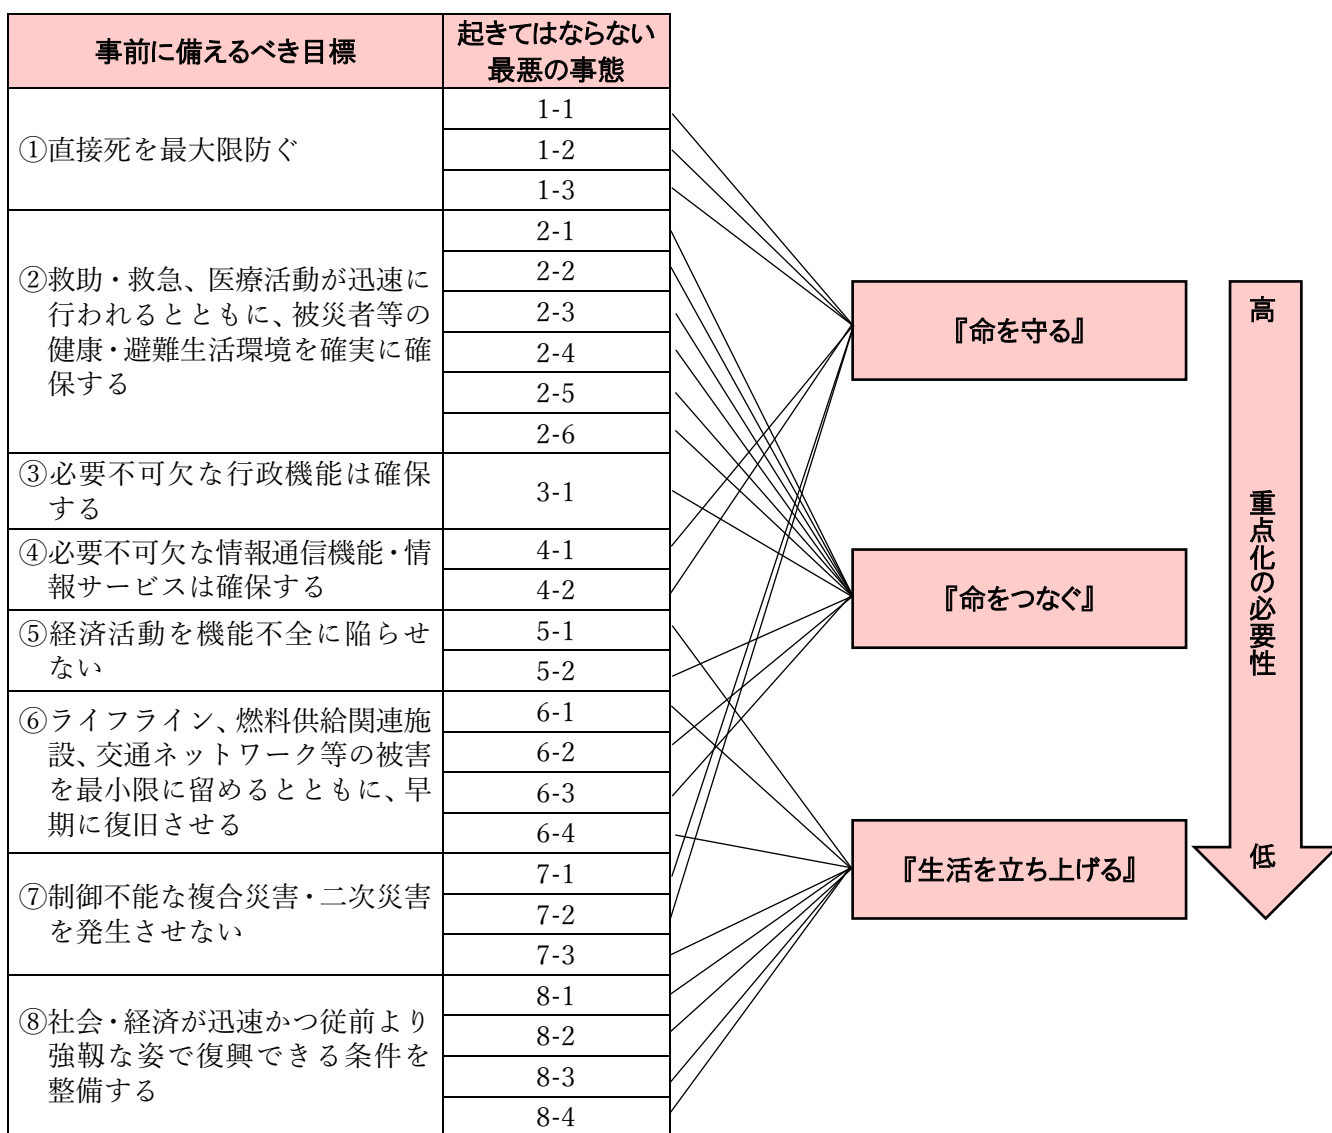 事前に備えるべき目標
起きてはならない
最悪の事態
①直接死を最大限防ぐ
1-1
1-2
1-3
②救助・救急、医療活動が迅速に
行われるとともに、被災者等の
健康・避難生活環境を確実に確
保する
2-1
2-2
2-3
2-4
2-5
2-6
③必要不可欠な行政機能は確保
する
3-1
④必要不可欠な情報通信機能・情
報サービスは確保する
4-1
4-2
⑤経済活動を機能不全に陥らせ
ない
5-1
5-2
⑥ライフライン、燃料供給関連施
設、交通ネットワーク等の被害
を最小限に留めるとともに、早
期に復旧させる
6-1
6-2
6-3
6-4
⑦制御不能な複合災害・二次災害
を発生させない
7-1
7-2
7-3
⑧社会・経済が迅速かつ従前より
強靱な姿で復興できる条件を
整備する
8-1
8-2
8-3
8-4
『命を守る』
『命をつなぐ』
『生活を立ち上げる』
高
重点化の必要性
低